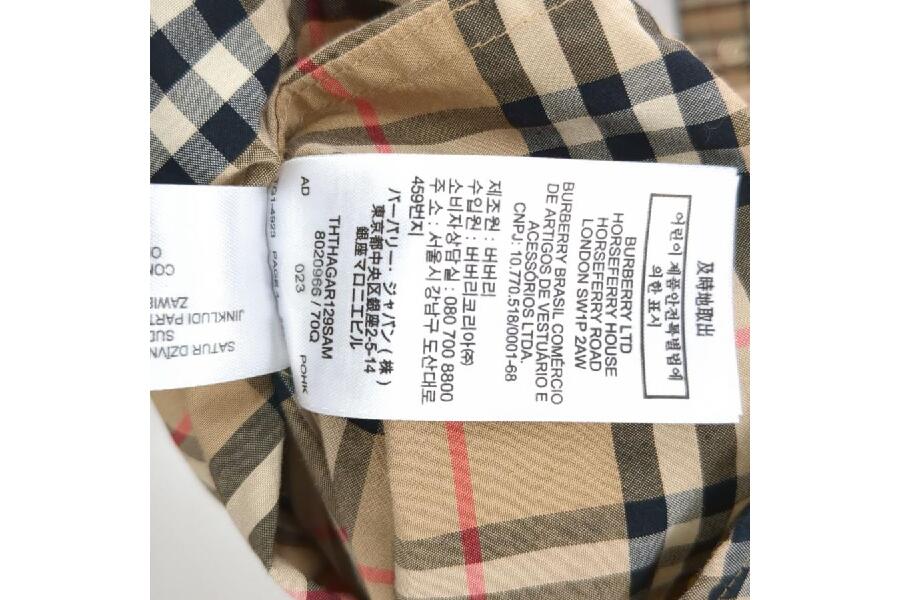 及時地取出
어린이 제품안전특별법에
의한 표시
BURBERRY LTD
HORSEFERRY HOUSE
HORSEFERRY ROAD
LONDON SW1P 2AW
BURBERRY BRASIL COMÉRCIO
DE ARTIGOS DE VESTUÁRIO E
ACESSÓRIOS LTDA.
CNPJ: 10.770.518/0001-68
제조원 : 버버리
수입원 : 버버리코리아(주)
소비자상담실 : 080 700 8800
주소 : 서울시 강남구 도산대로
459번지
バーバリー・ジャパン(株)
東京都中央区銀座2-5-14
銀座マロニエビル
THTHAGAR129SAM
8020966 / 70Q
023
AD
POHK
SATUR DZĪVN
JINKLUDI PART
ZAWIE